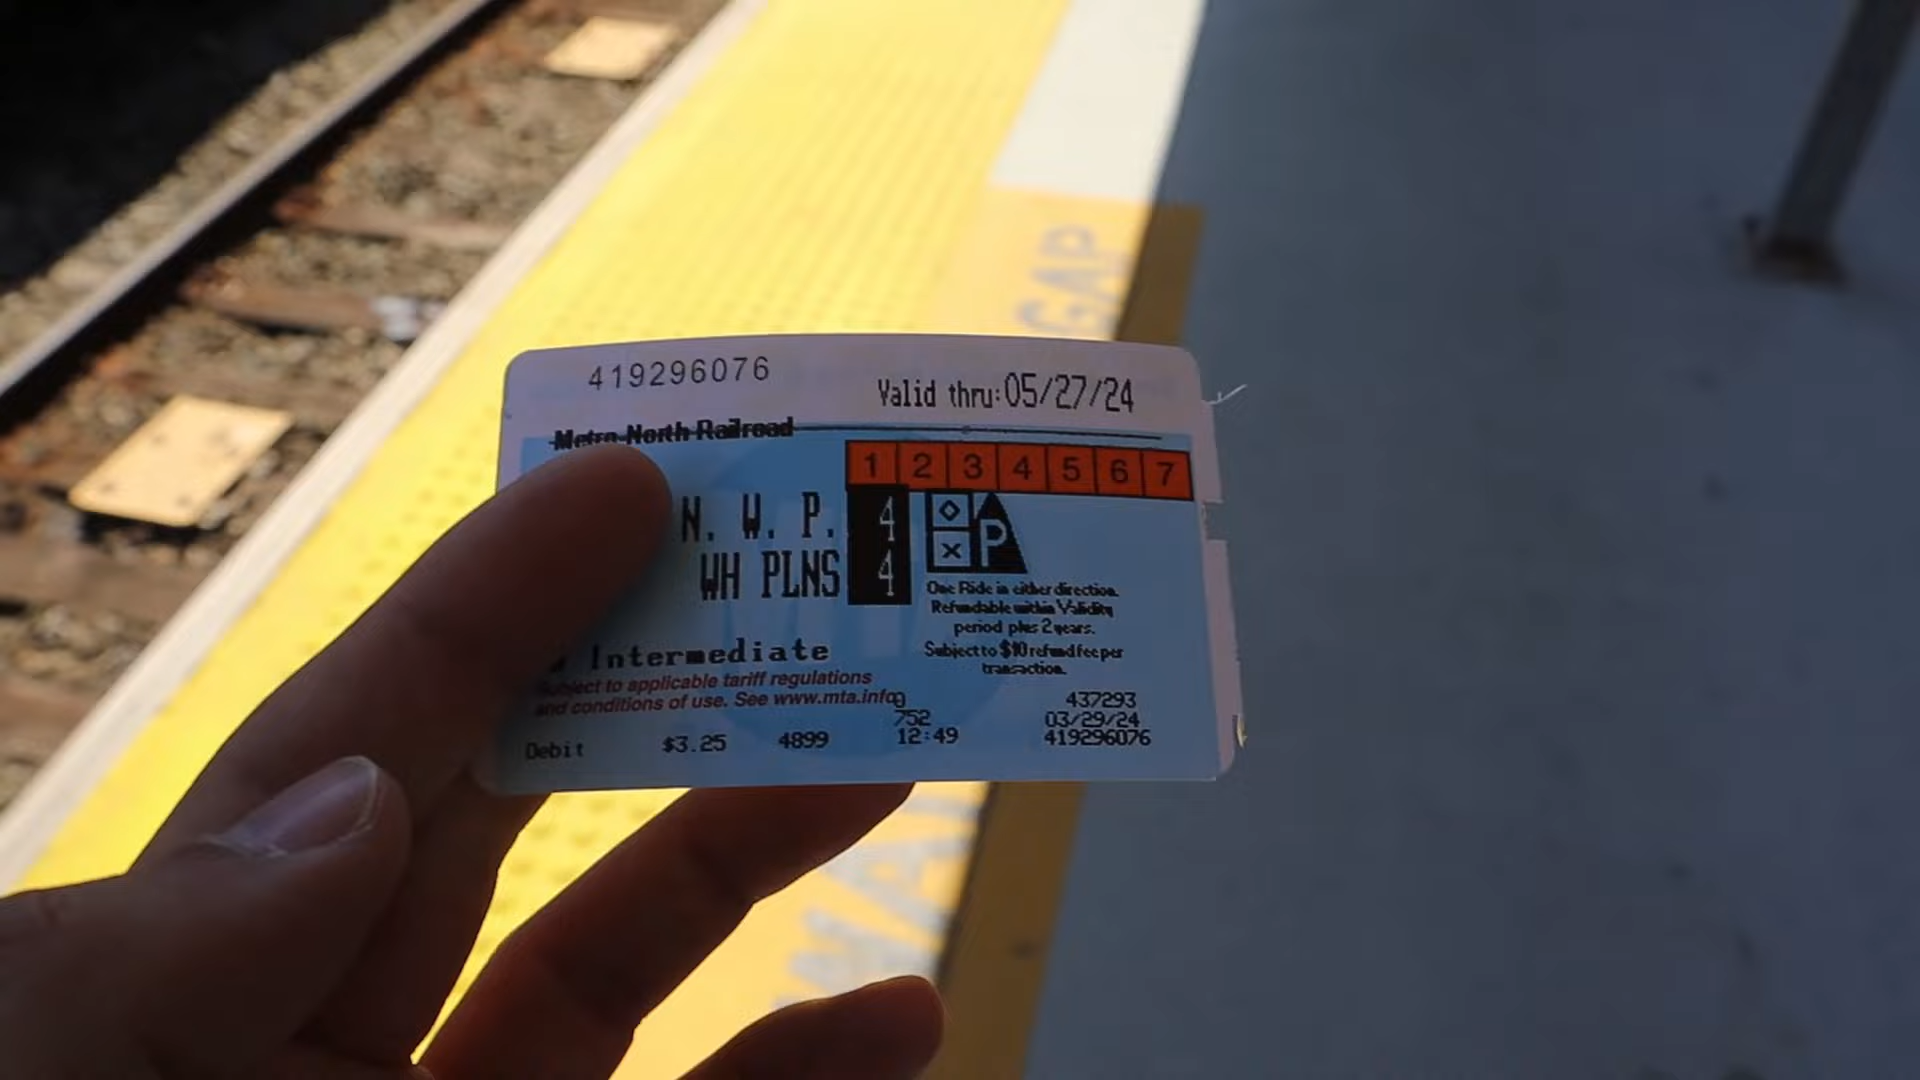 GAP
419296076
Valid thru: 05/27/24
Metro-North Railroad
1 2 3 4 5 6 7
N. W. P. 4
WH PLNS 4
P
One Ride in either direction.
Refundable within Validity
period plus 2 years.
Subject to $10 refund fee per
transaction.
Intermediate
Subject to applicable tariff regulations
and conditions of use. See www.mta.info
437293
752 03/29/24
Debit $3.25 4899 12:49 419296076